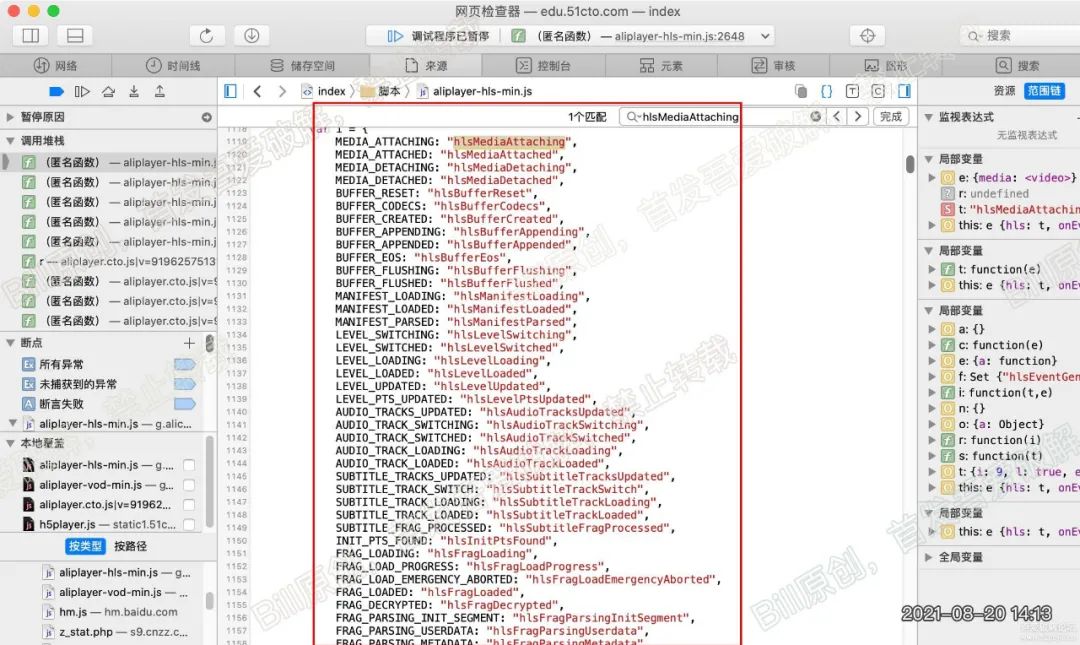 网页检查器 — edu.51cto.com — index
调试程序已暂停 (匿名函数) — aliplayer-hls-min.js:2648
搜索
网络 时间线 储存空间 来源 控制台 元素 审核 图形 搜索
index 脚本 aliplayer-hls-min.js 资源 范围链
1个匹配 hlsMediaAttaching 完成
暂停原因
调用堆栈
(匿名函数) — aliplayer-hls-min.j
(匿名函数) — aliplayer-hls-min.j
(匿名函数) — aliplayer-hls-min.j
(匿名函数) — aliplayer-hls-min.j
(匿名函数) — aliplayer-hls-min.j
r — aliplayer.cto.js|v=9196257513
(匿名函数) — aliplayer.cto.js|v=9
(匿名函数) — aliplayer.cto.js|v=9
(匿名函数) — aliplayer.cto.js|v=9
断点
所有异常
未捕获到的异常
断言失败
aliplayer-hls-min.js — g.alic...
本地覆盖
aliplayer-hls-min.js — g....
aliplayer-vod-min.js — g....
aliplayer.cto.js|v=91962...
h5player.js — static1.51c...
按类型 按路径
aliplayer-hls-min.js — g...
aliplayer-vod-min.js — ...
hm.js — hm.baidu.com
z_stat.php — s9.cnzz.c...
1118 var i = {
MEDIA_ATTACHING: "hlsMediaAttaching",
1120 MEDIA_ATTACHED: "hlsMediaAttached",
1121 MEDIA_DETACHING: "hlsMediaDetaching",
1122 MEDIA_DETACHED: "hlsMediaDetached",
1123 BUFFER_RESET: "hlsBufferReset",
1124 BUFFER_CODECS: "hlsBufferCodecs",
1125 BUFFER_CREATED: "hlsBufferCreated",
1126 BUFFER_APPENDING: "hlsBufferAppending",
1127 BUFFER_APPENDED: "hlsBufferAppended",
1128 BUFFER_EOS: "hlsBufferEos",
1129 BUFFER_FLUSHING: "hlsBufferFlushing",
1130 BUFFER_FLUSHED: "hlsBufferFlushed",
1131 MANIFEST_LOADING: "hlsManifestLoading",
1132 MANIFEST_LOADED: "hlsManifestLoaded",
1133 MANIFEST_PARSED: "hlsManifestParsed",
1134 LEVEL_SWITCHING: "hlsLevelSwitching",
1135 LEVEL_SWITCHED: "hlsLevelSwitched",
1136 LEVEL_LOADING: "hlsLevelLoading",
1137 LEVEL_LOADED: "hlsLevelLoaded",
1138 LEVEL_UPDATED: "hlsLevelUpdated",
1139 LEVEL_PTS_UPDATED: "hlsLevelPtsUpdated",
1140 AUDIO_TRACKS_UPDATED: "hlsAudioTracksUpdated",
1141 AUDIO_TRACK_SWITCHING: "hlsAudioTrackSwitching",
1142 AUDIO_TRACK_SWITCHED: "hlsAudioTrackSwitched",
1143 AUDIO_TRACK_LOADING: "hlsAudioTrackLoading",
1144 AUDIO_TRACK_LOADED: "hlsAudioTrackLoaded",
1145 SUBTITLE_TRACKS_UPDATED: "hlsSubtitleTracksUpdated",
1146 SUBTITLE_TRACK_SWITCH: "hlsSubtitleTrackSwitch",
1147 SUBTITLE_TRACK_LOADING: "hlsSubtitleTrackLoading",
1148 SUBTITLE_TRACK_LOADED: "hlsSubtitleTrackLoaded",
1149 SUBTITLE_FRAG_PROCESSED: "hlsSubtitleFragProcessed",
1150 INIT_PTS_FOUND: "hlsInitPtsFound",
1151 FRAG_LOADING: "hlsFragLoading",
1152 FRAG_LOAD_PROGRESS: "hlsFragLoadProgress",
1153 FRAG_LOAD_EMERGENCY_ABORTED: "hlsFragLoadEmergencyAborted",
1154 FRAG_LOADED: "hlsFragLoaded",
1155 FRAG_DECRYPTED: "hlsFragDecrypted",
1156 FRAG_PARSING_INIT_SEGMENT: "hlsFragParsingInitSegment",
1157 FRAG_PARSING_USERDATA: "hlsFragParsingUserdata",
1158 FRAG_PARSING_METADATA: "hlsFragParsingMetadata",
监视表达式
无监视表达式
局部变量
e: {media: <video>}
r: undefined
t: "hlsMediaAttachin
this: e {hls: t, onEv
局部变量
t: function(e)
this: e {hls: t, onEv
局部变量
a: {}
c: function(e)
e: {a: function}
f: Set {"hlsEventGen
i: function(t,e)
n: {}
o: {a: Object}
r: function(i)
s: function(t)
t: {i: 9, l: true, e
this: e {hls: t, onEv
局部变量
this: e {hls: t, onEv
全局变量
2021-08-20 14:13
Bill原创，首发吾爱破解，禁止转载